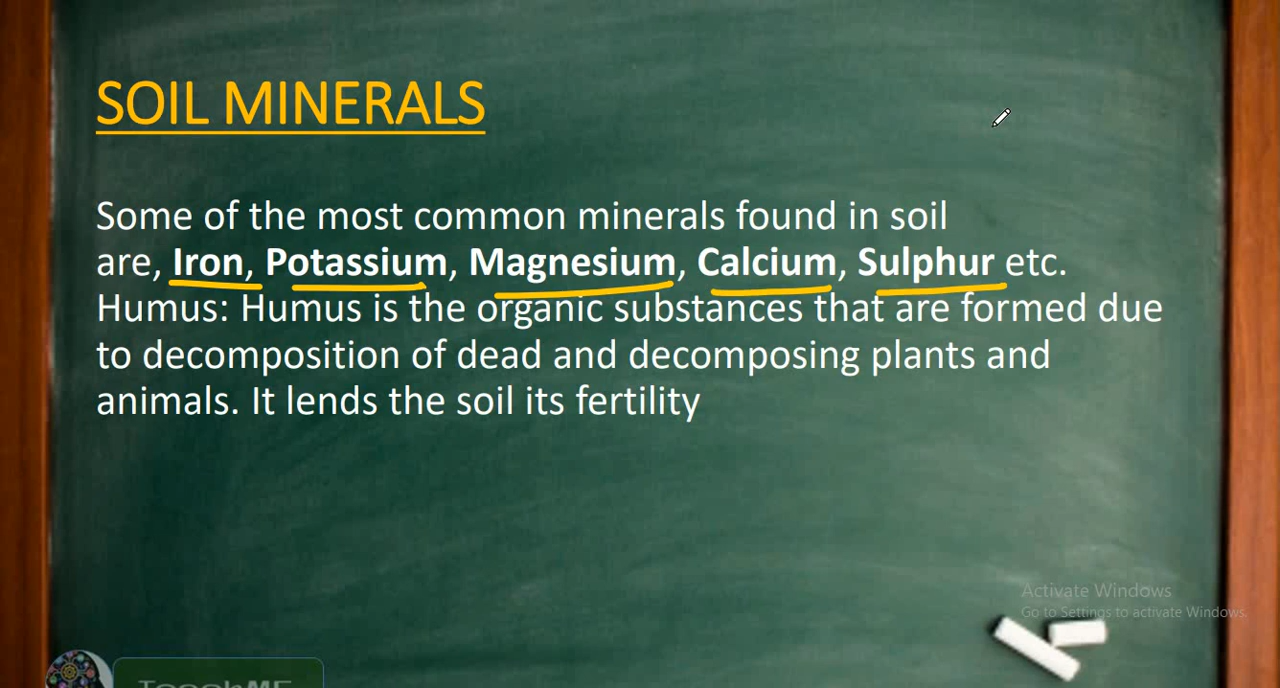 SOIL MINERALS
Some of the most common minerals found in soil
are, Iron, Potassium, Magnesium, Calcium, Sulphur etc.
Humus: Humus is the organic substances that are formed due
to decomposition of dead and decomposing plants and
animals. It lends the soil its fertility
Activate Windows
Go to Settings to activate Windows.
TeachME